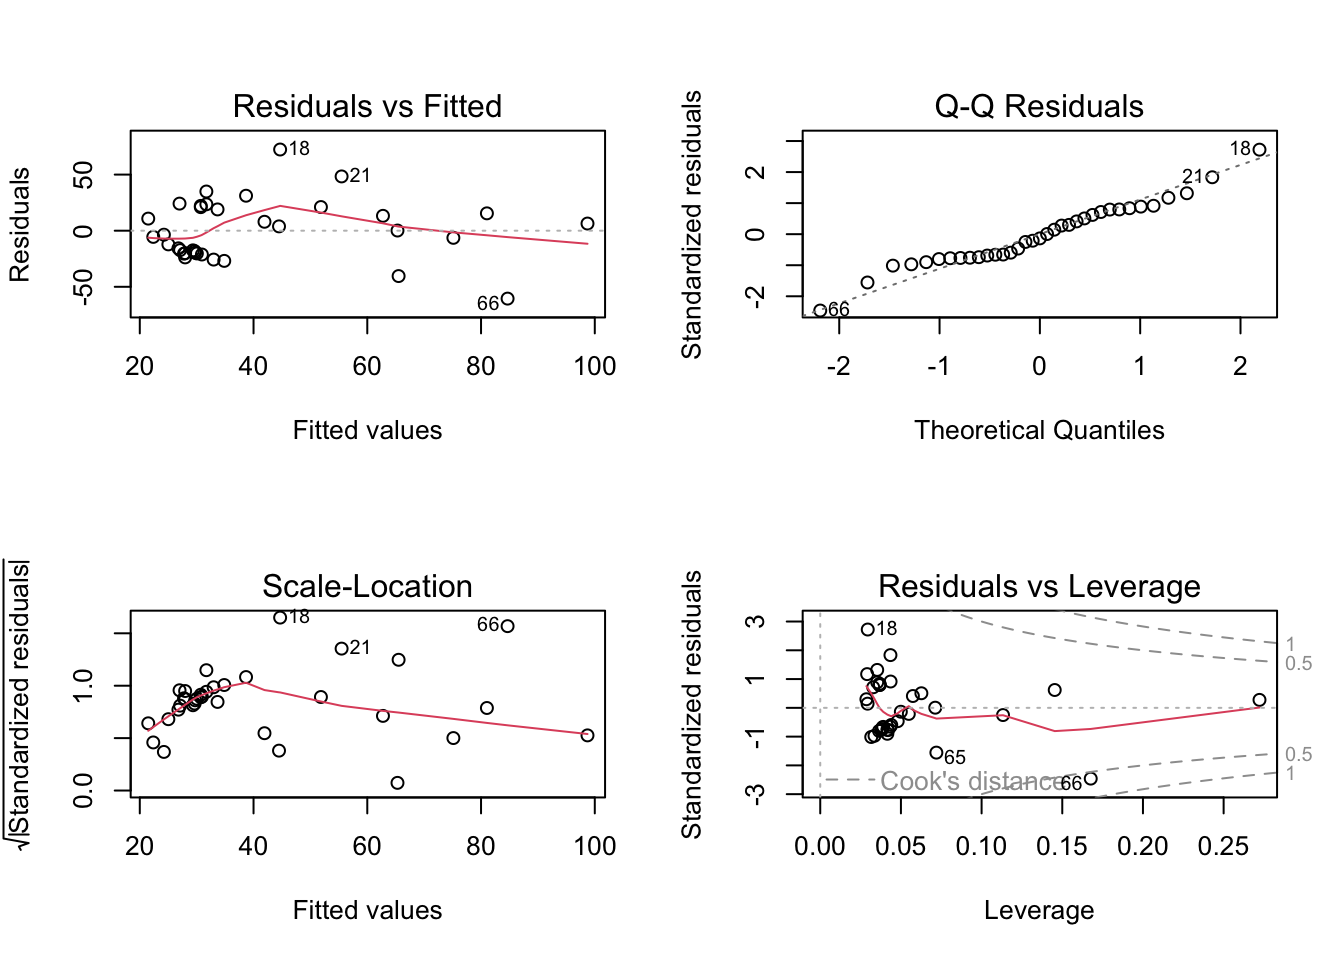 Residuals vs Fitted
Residuals
50
0
-50
18
21
66
20 40 60 80 100
Fitted values
Q-Q Residuals
Standardized residuals
2
0
-2
18
21
66
-2 -1 0 1 2
Theoretical Quantiles
Scale-Location
√|Standardized residuals|
1.0
0.0
18
66
21
20 40 60 80 100
Fitted values
Residuals vs Leverage
Standardized residuals
3
1
-1
-3
18
1
0.5
65
0.5
Cook's distance
66
1
0.00 0.05 0.10 0.15 0.20 0.25
Leverage